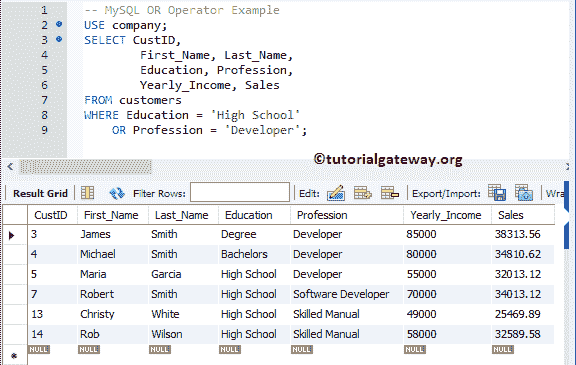 1 -- MySQL OR Operator Example
2 USE company;
3 SELECT CustID,
4 First_Name, Last_Name,
5 Education, Profession,
6 Yearly_Income, Sales
7 FROM customers
8 WHERE Education = 'High School'
9 OR Profession = 'Developer';
©tutorialgateway.org
Result Grid Filter Rows: Edit: Export/Import: Wra
CustID First_Name Last_Name Education Profession Yearly_Income Sales
3 James Smith Degree Developer 85000 38313.56
4 Michael Smith Bachelors Developer 80000 34810.62
5 Maria Garcia High School Developer 55000 32013.12
7 Robert Smith High School Software Developer 70000 34013.12
13 Christy White High School Skilled Manual 49000 25469.89
14 Rob Wilson High School Skilled Manual 58000 32589.58
NULL NULL NULL NULL NULL NULL NULL